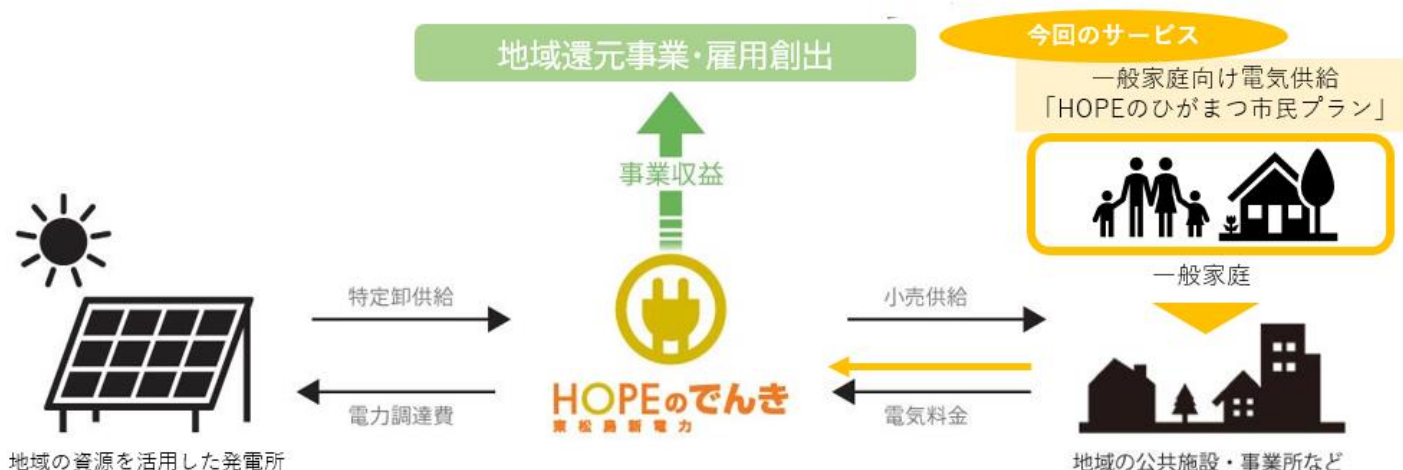 地域還元事業・雇用創出
今回のサービス
一般家庭向け電気供給
「HOPEのひがまつ市民プラン」
事業収益
一般家庭
特定卸供給
小売供給
HOPEのでんき
東松島新電力
電力調達費
電気料金
地域の資源を活用した発電所
地域の公共施設・事業所など